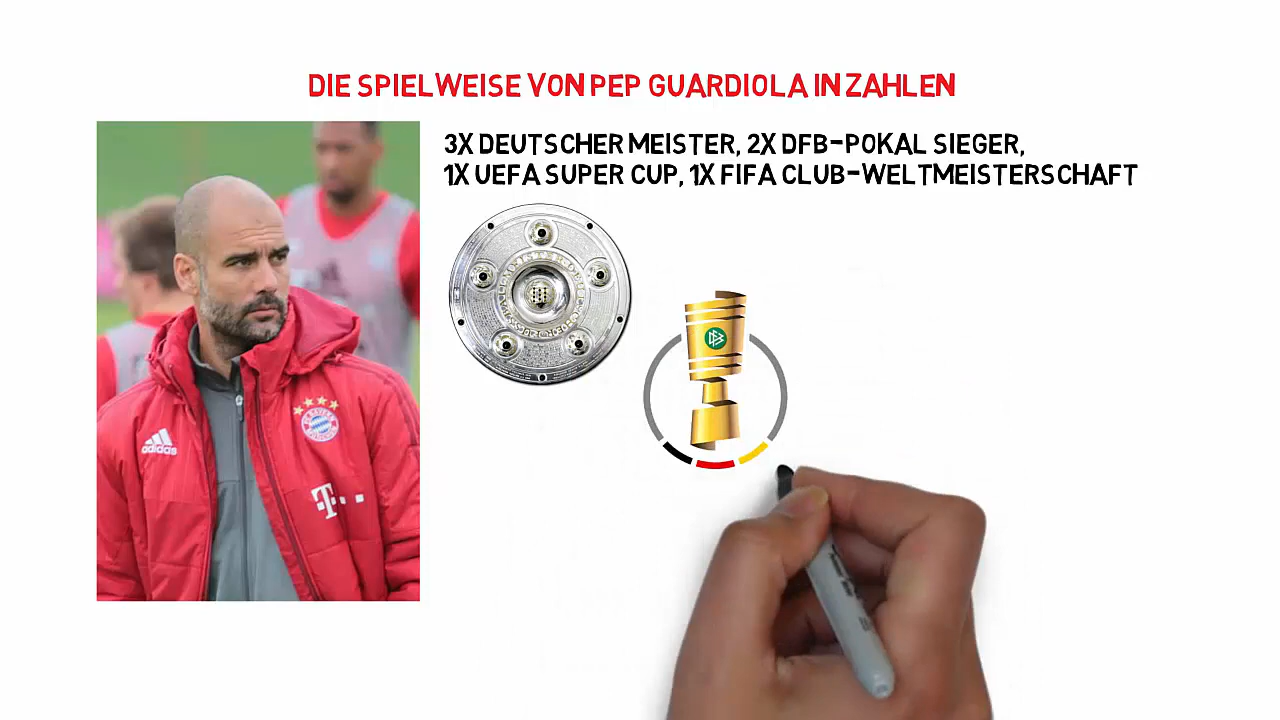 DIE SPIELWEISE VON PEP GUARDIOLA IN ZAHLEN
3X DEUTSCHER MEISTER, 2X DFB-POKAL SIEGER,
1X UEFA SUPER CUP, 1X FIFA CLUB-WELTMEISTERSCHAFT
adidas
T